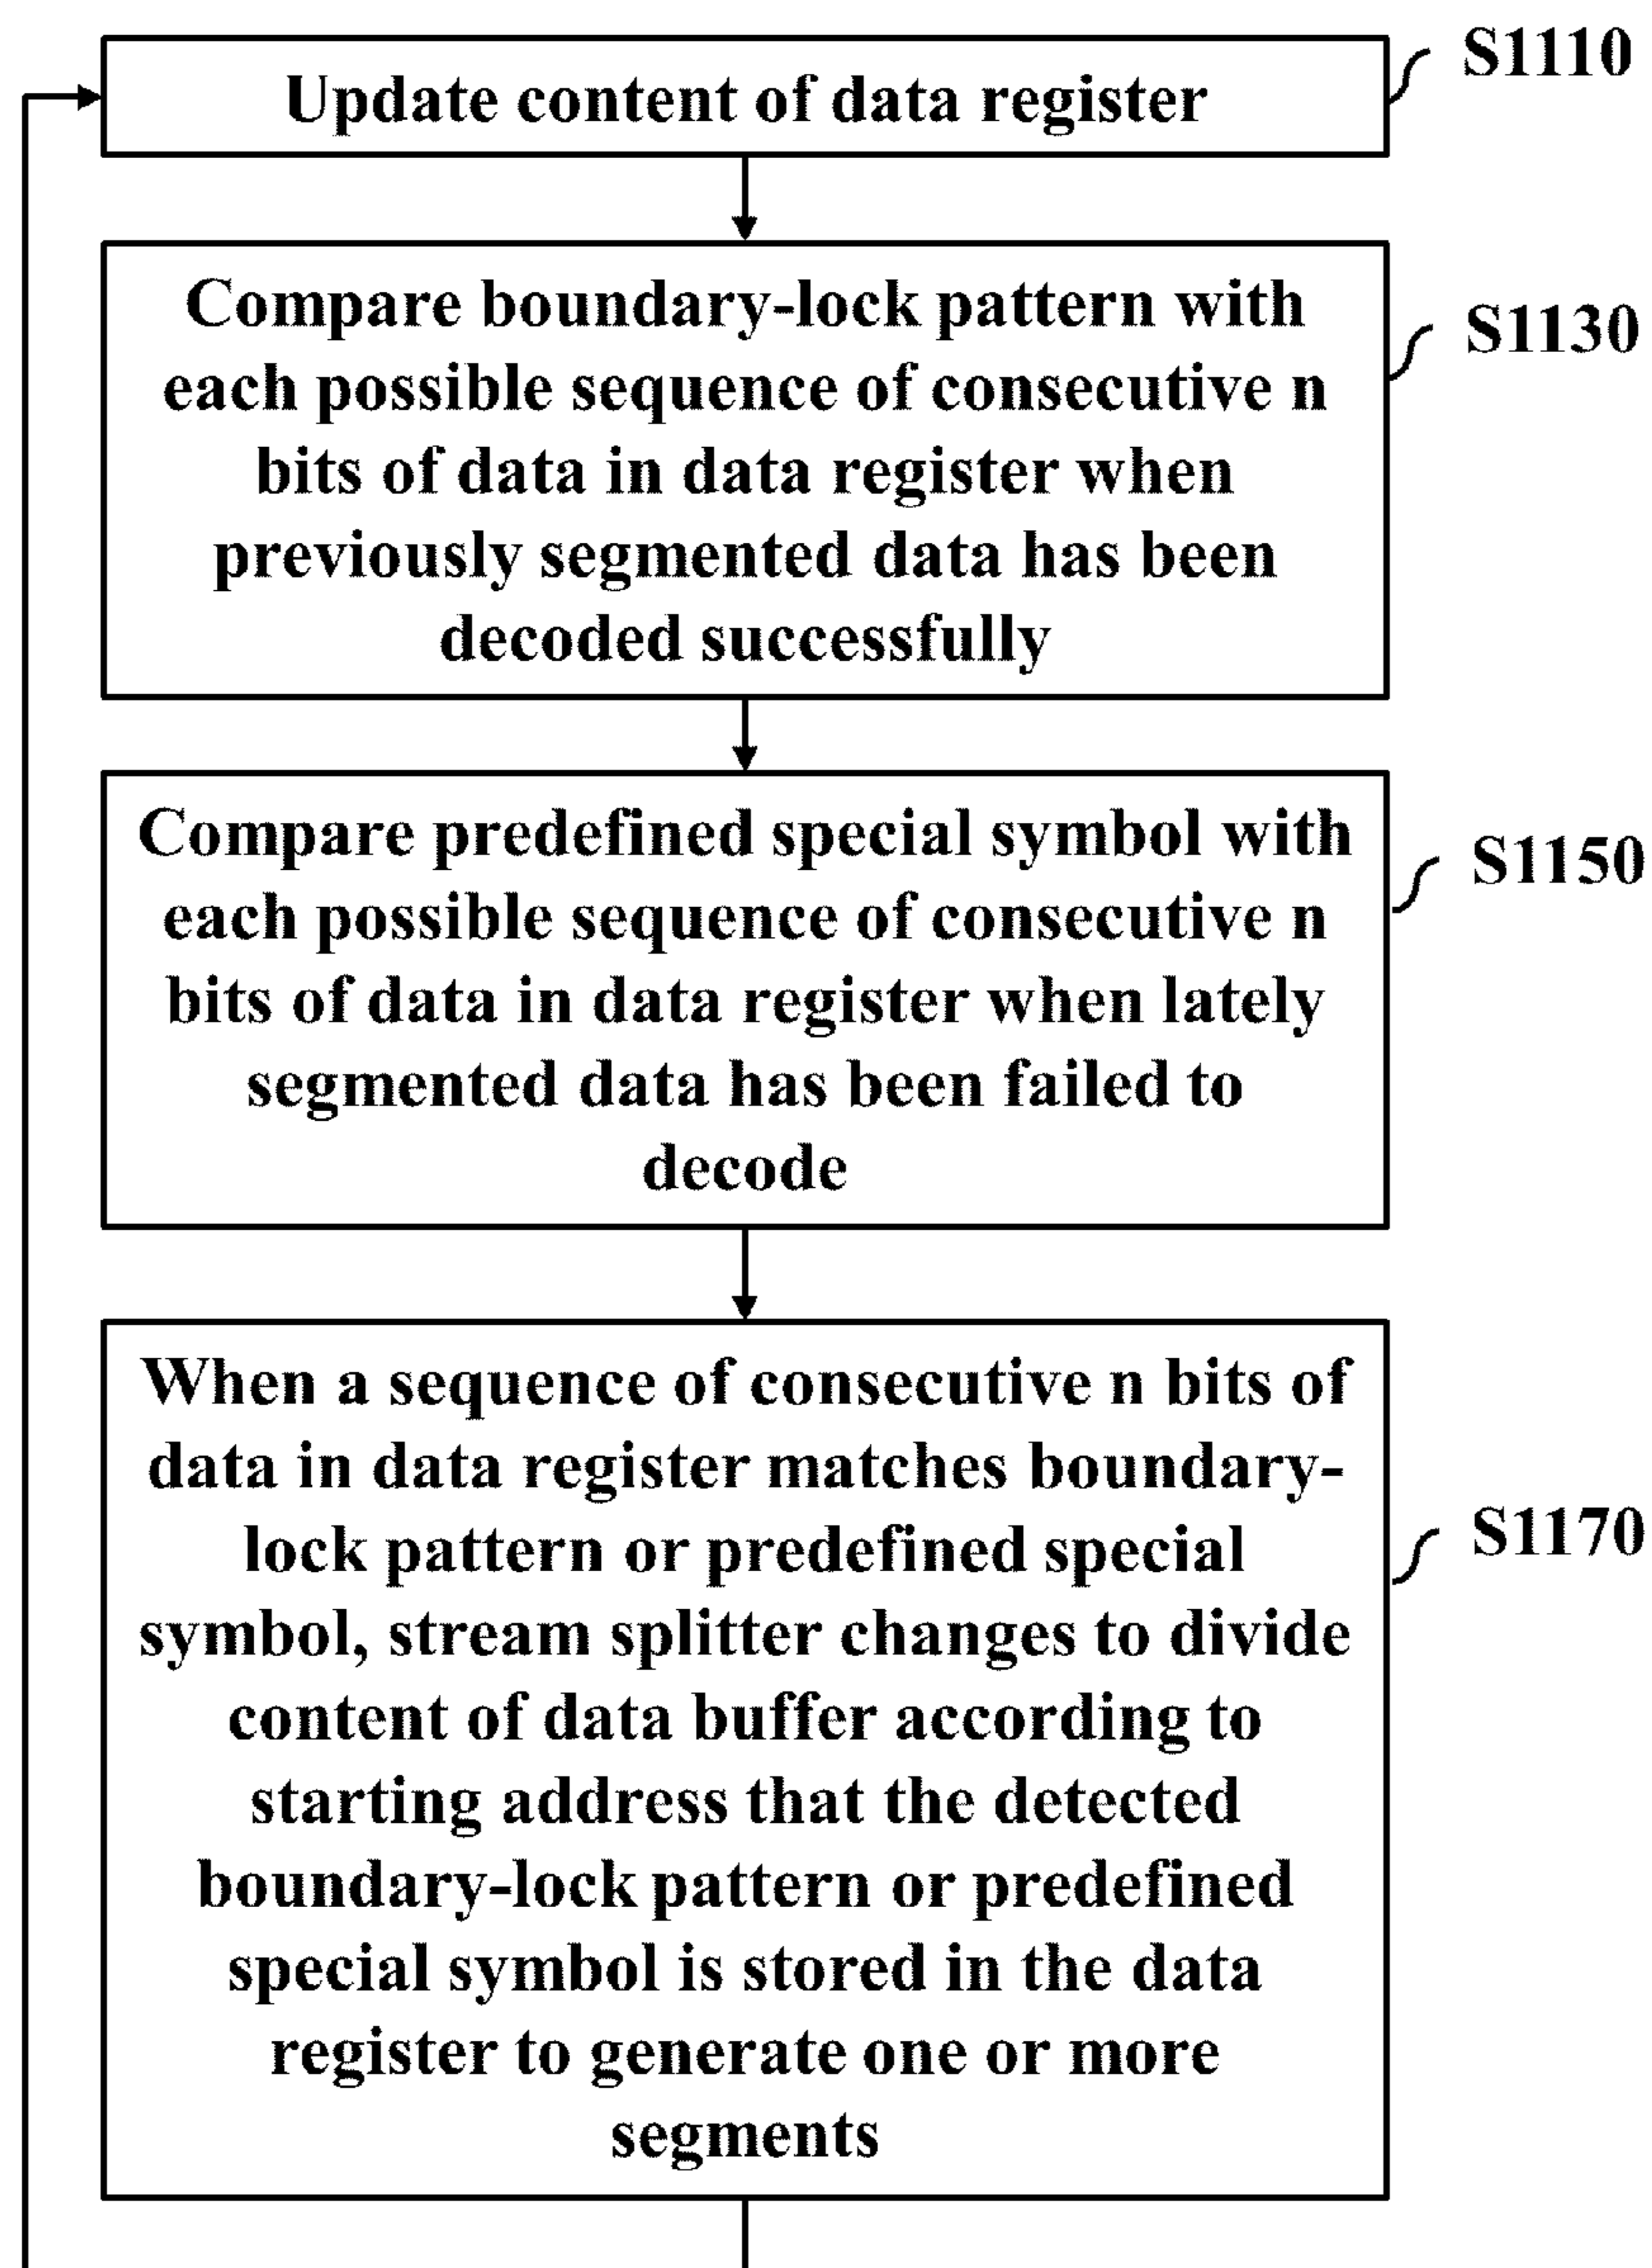 Update content of data register
S1110
Compare boundary-lock pattern with
each possible sequence of consecutive n
bits of data in data register when
previously segmented data has been
decoded successfully
S1130
Compare predefined special symbol with
each possible sequence of consecutive n
bits of data in data register when lately
segmented data has been failed to
decode
S1150
When a sequence of consecutive n bits of
data in data register matches boundary-
lock pattern or predefined special
symbol, stream splitter changes to divide
content of data buffer according to
starting address that the detected
boundary-lock pattern or predefined
special symbol is stored in the data
register to generate one or more
segments
S1170